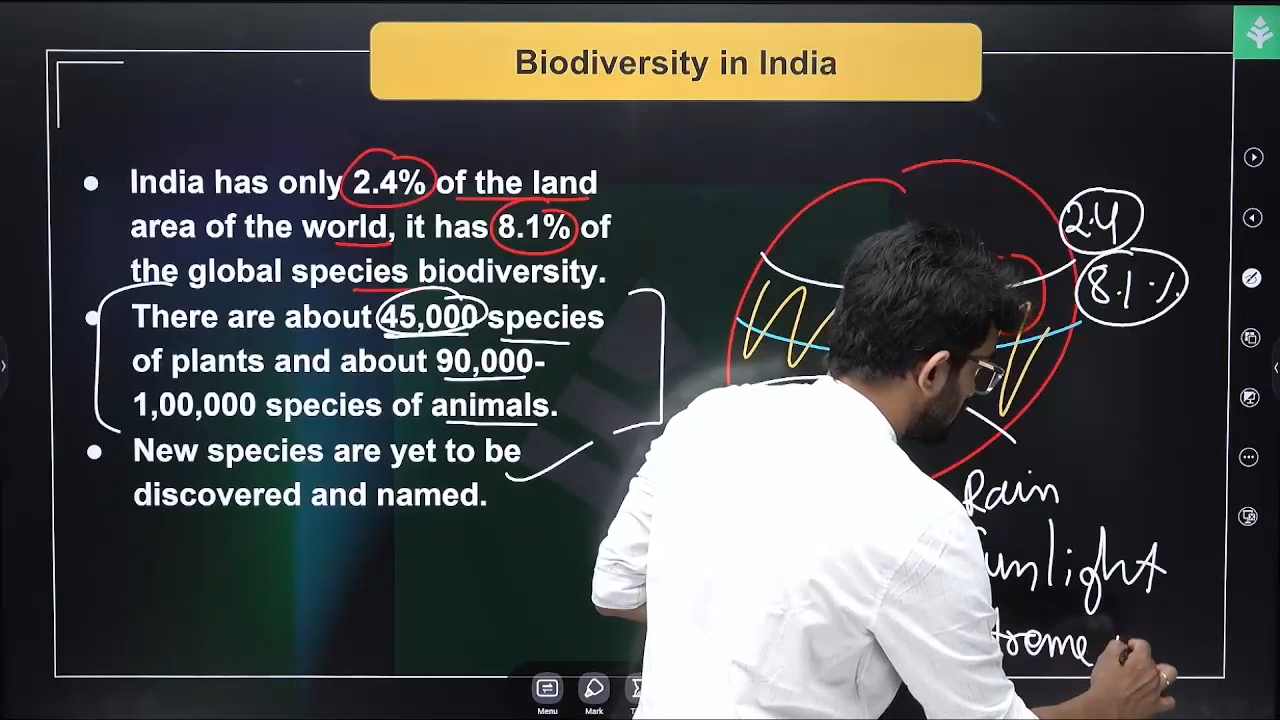 Biodiversity in India
● India has only 2.4% of the land
area of the world, it has 8.1% of
the global species biodiversity.
● There are about 45,000 species
of plants and about 90,000-
1,00,000 species of animals.
● New species are yet to be
discovered and named.
2.4
8.1%
Rain
Sunlight
Menu
Mark